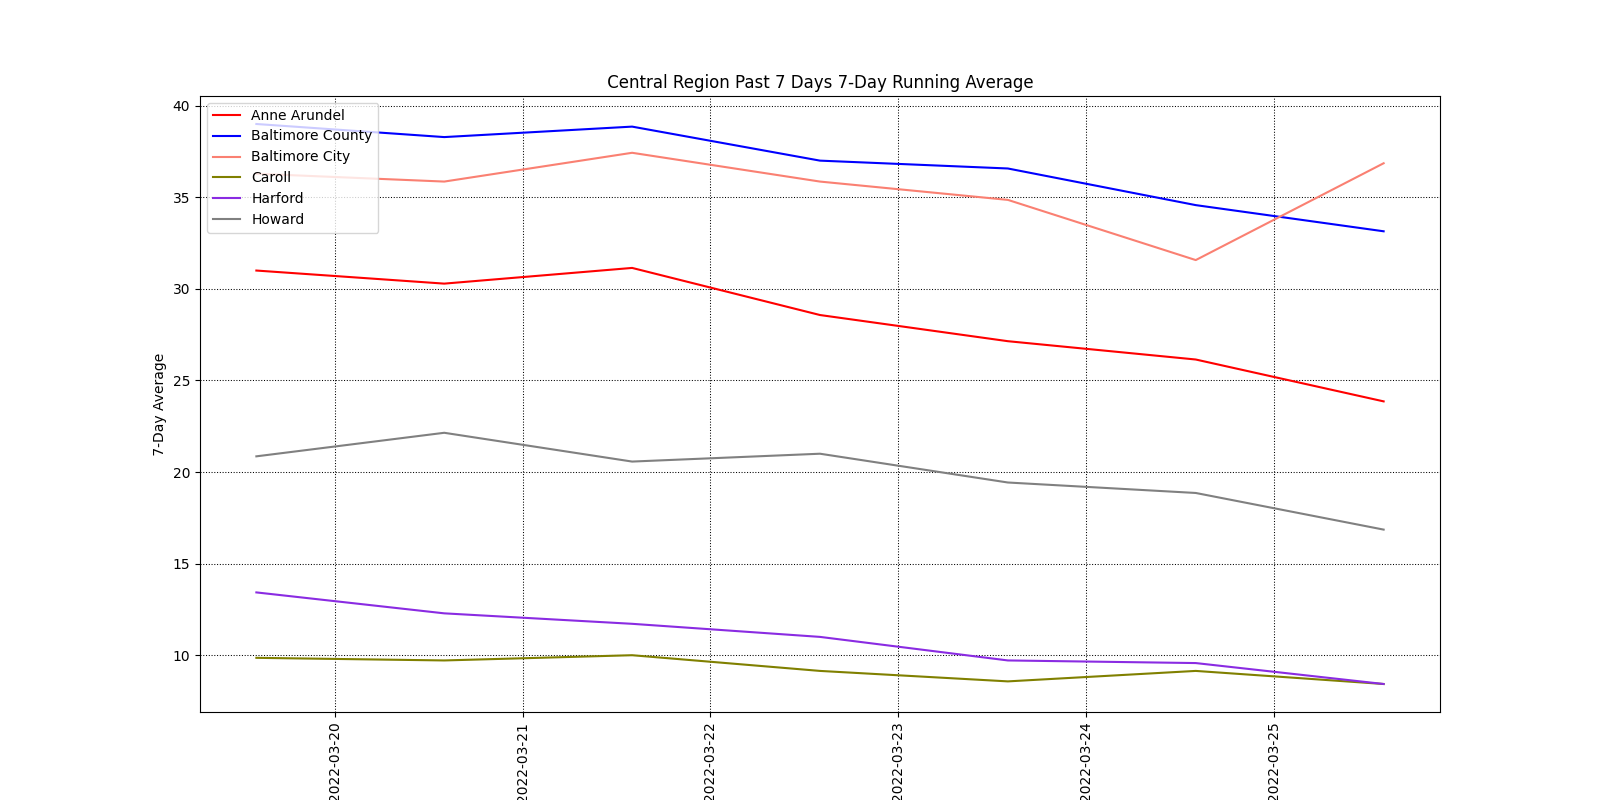 Central Region Past 7 Days 7-Day Running Average
40
35
30
25
20
15
10
7-Day Average
Anne Arundel
Baltimore County
Baltimore City
Caroll
Harford
Howard
2022-03-20
2022-03-21
2022-03-22
2022-03-23
2022-03-24
2022-03-25